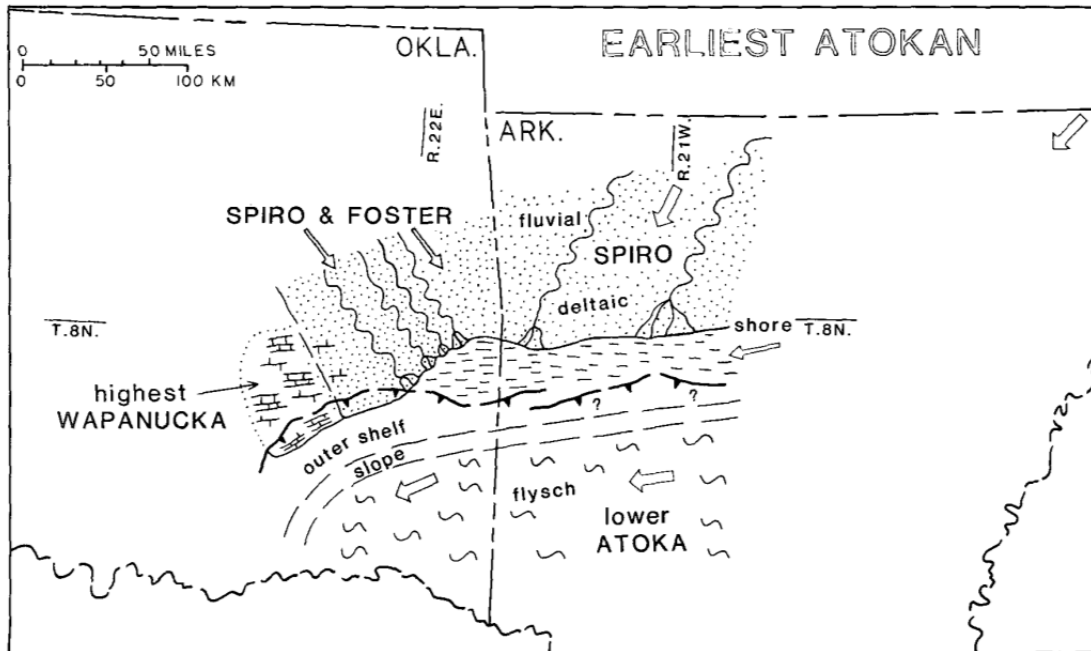 0 50 MILES
0 50 100 KM
OKLA.
EARLIEST ATOKAN
ARK.
R.22E.
R.21W.
SPIRO & FOSTER
fluvial
SPIRO
deltaic
T.8N.
shore
T.8N.
highest
WAPANUCKA
?
?
outer shelf
slope
flysch
lower
ATOKA